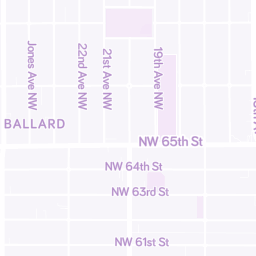 Jones Ave NW
22nd Ave NW
21st Ave NW
19th Ave NW
BALLARD
NW 65th St
NW 64th St
NW 63rd St
NW 61st St